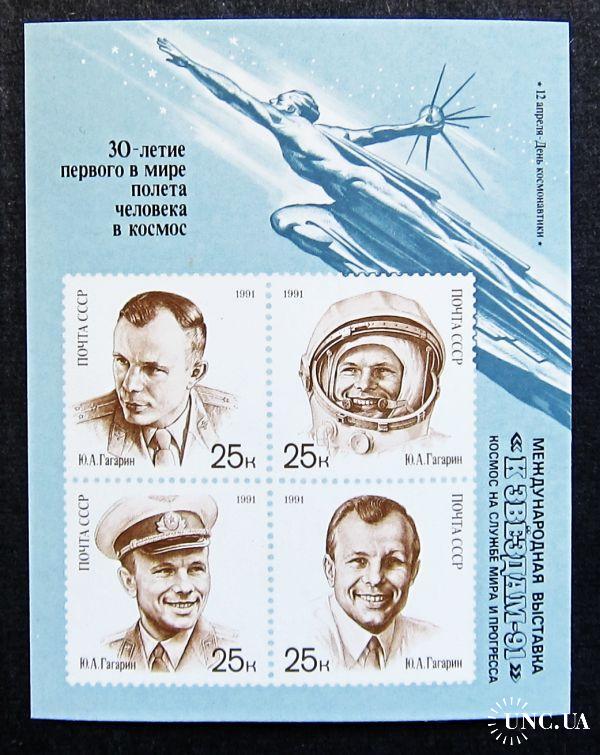 30-летие
первого в мире
полета
человека
в космос
* 12 апреля-День космонавтики *
ПОЧТА СССР
1991
Ю.А.Гагарин
25к
1991
ПОЧТА СССР
25к
Ю.А.Гагарин
ПОЧТА СССР
1991
Ю.А.Гагарин
25к
1991
ПОЧТА СССР
25к
Ю.А.Гагарин
МЕЖДУНАРОДНАЯ ВЫСТАВКА
«К ЗВЁЗДАМ-91»
КОСМОС НА СЛУЖБЕ МИРА И ПРОГРЕССА
UNC.UA